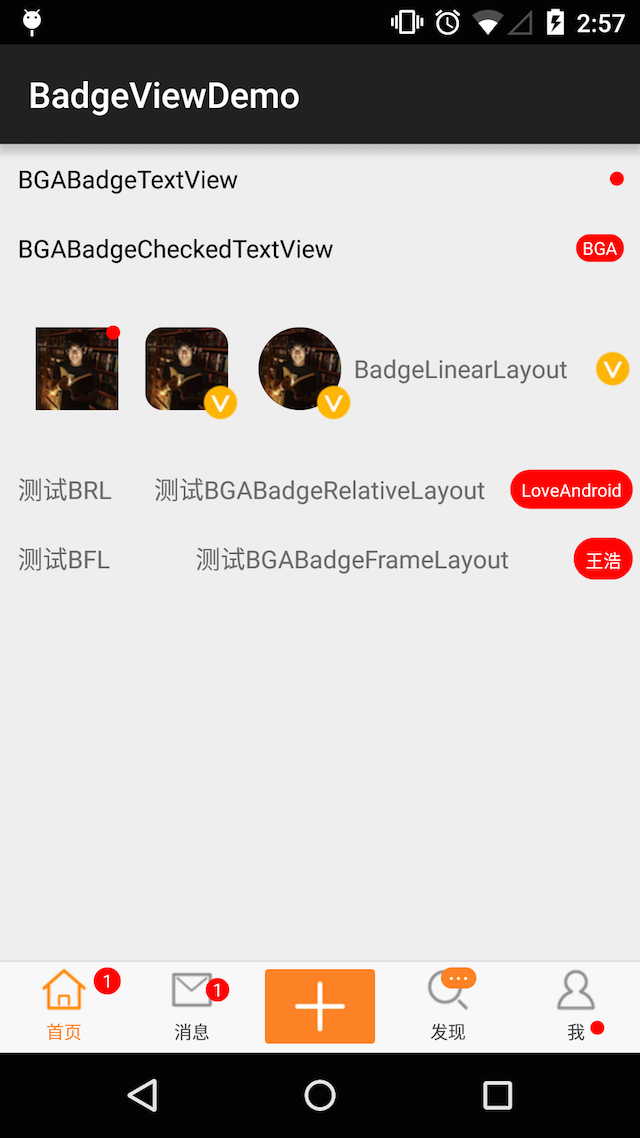 2:57
BadgeViewDemo
BGABadgeTextView
BGABadgeCheckedTextView BGA
BadgeLinearLayout
测试BRL 测试BGABadgeRelativeLayout LoveAndroid
测试BFL 测试BGABadgeFrameLayout 王浩
1 1
首页 消息 发现 我